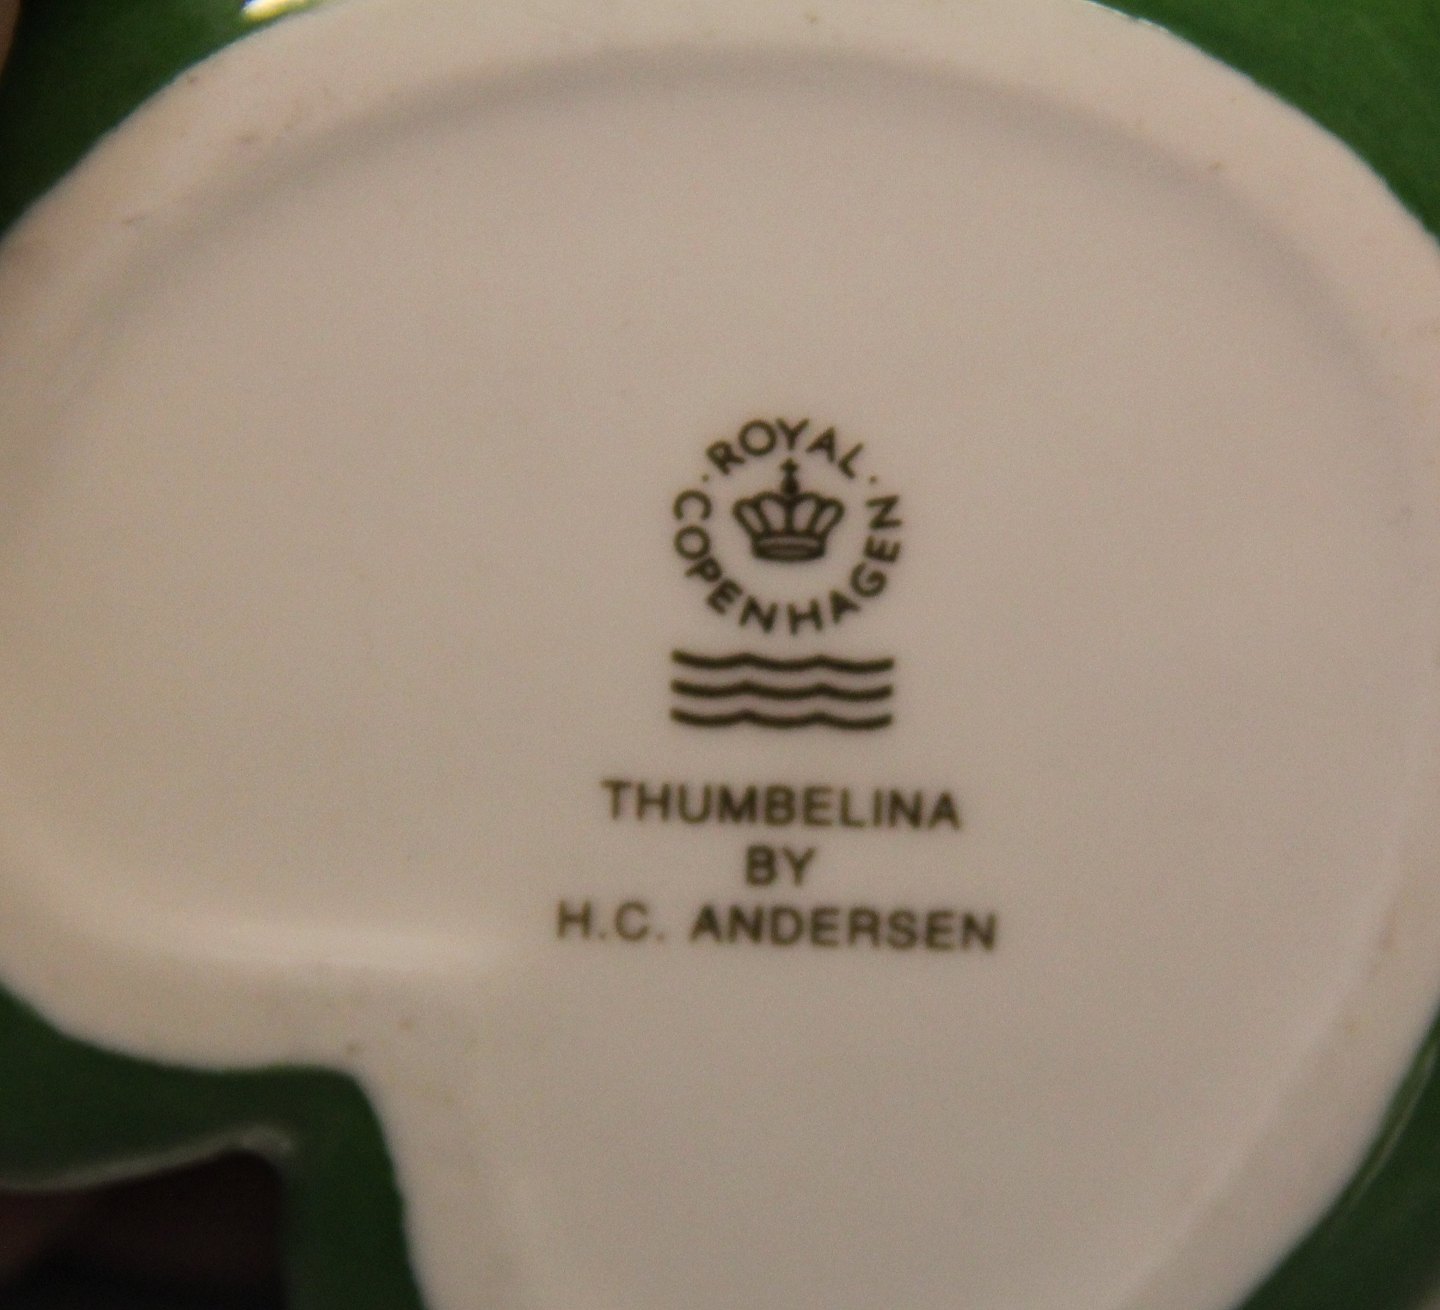 ROYAL
COPENHAGEN
THUMBELINA
BY
H.C. ANDERSEN